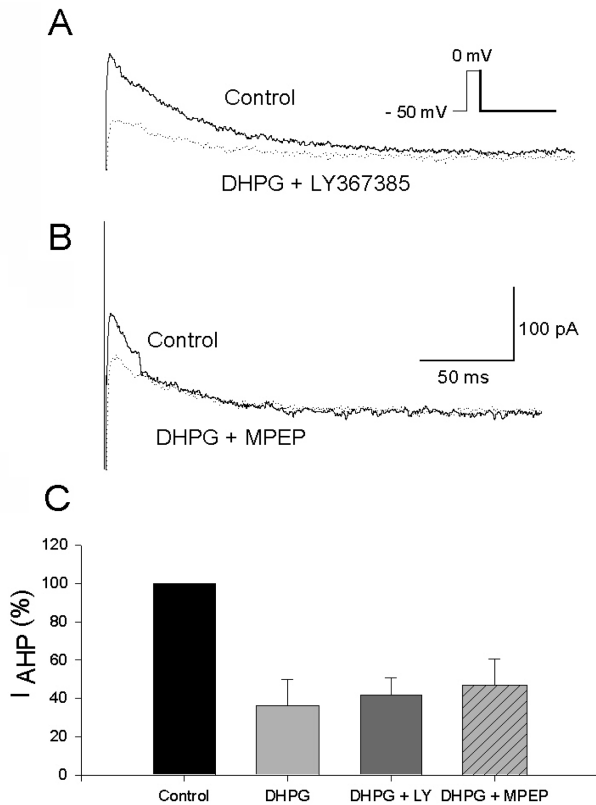 A
Control
0 mV
- 50 mV
DHPG + LY367385
B
Control
100 pA
50 ms
DHPG + MPEP
C
I AHP (%)
120
100
80
60
40
20
0
Control
DHPG
DHPG + LY
DHPG + MPEP